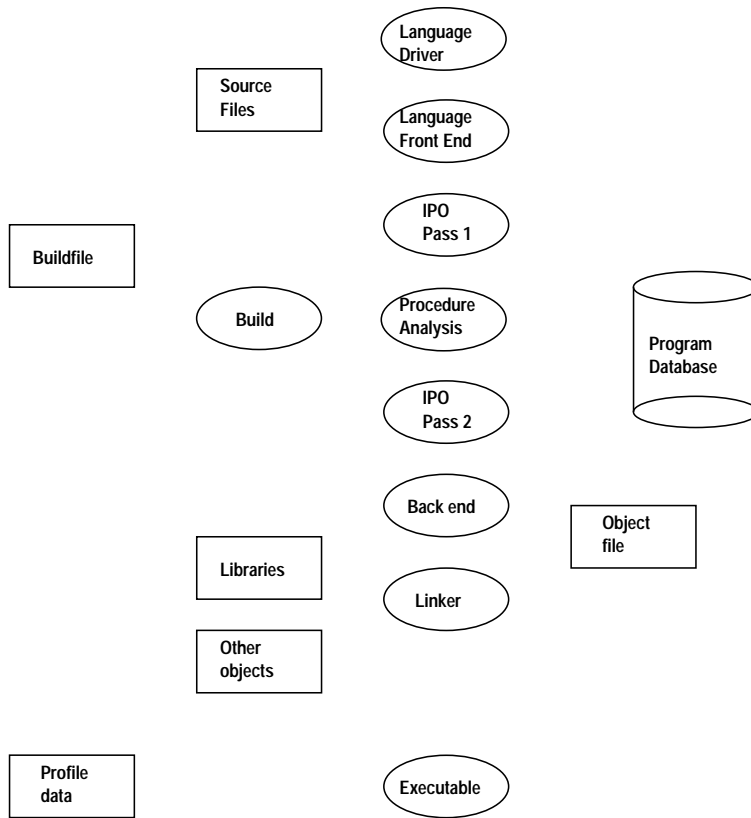 Language
Driver
Source
Files
Language
Front End
IPO
Pass 1
Buildfile
Build
Procedure
Analysis
Program
Database
IPO
Pass 2
Back end
Object
file
Libraries
Linker
Other
objects
Profile
data
Executable